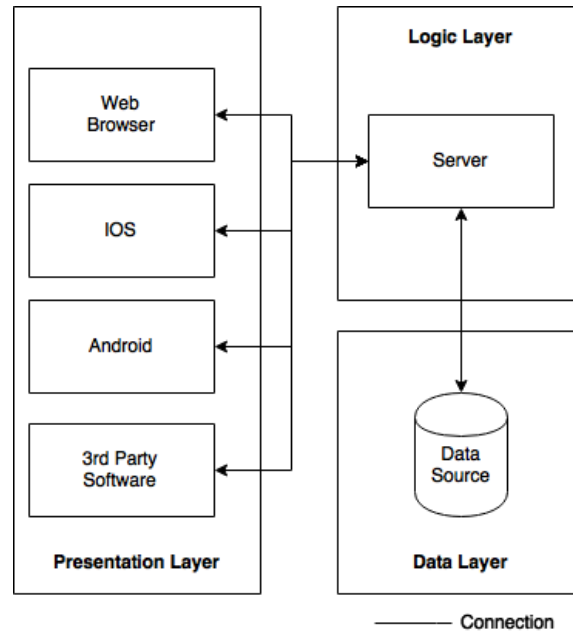 Web
Browser
IOS
Android
3rd Party
Software
Presentation Layer
Logic Layer
Server
Data
Source
Data Layer
Connection